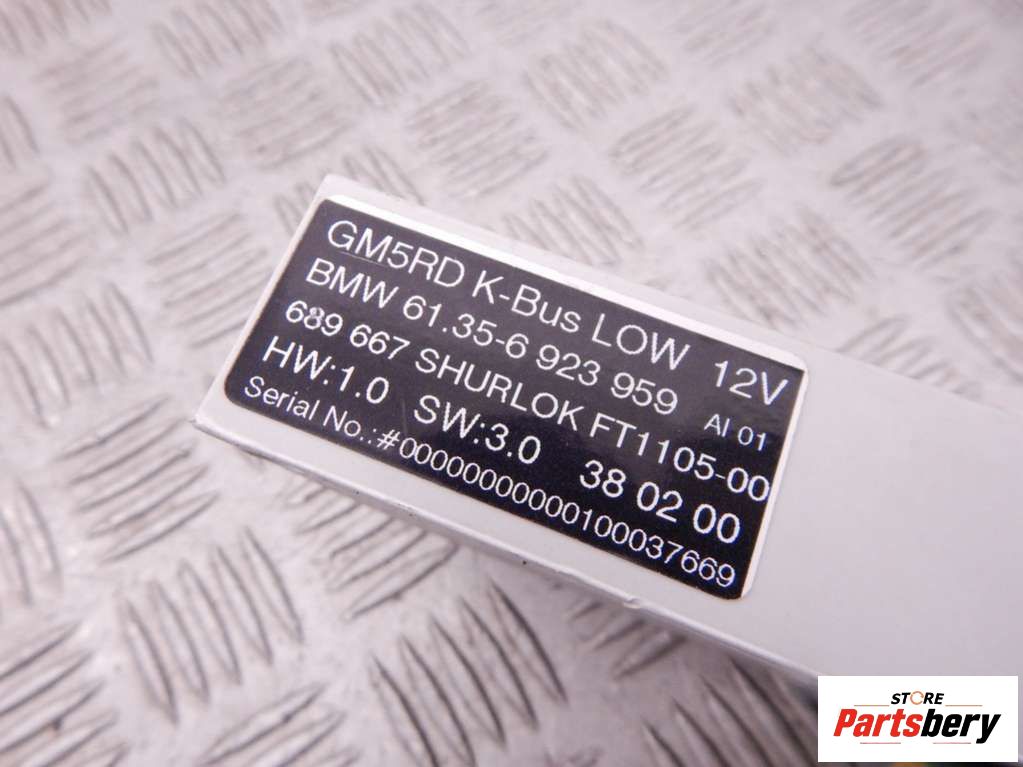 GM5RD K-Bus LOW 12V
BMW 61.35-6 923 959 AI 01
689 667 SHURLOK FT1105-00
HW:1.0 SW:3.0 38 02 00
Serial No.:#00000000000100037669
STORE
Partsbery